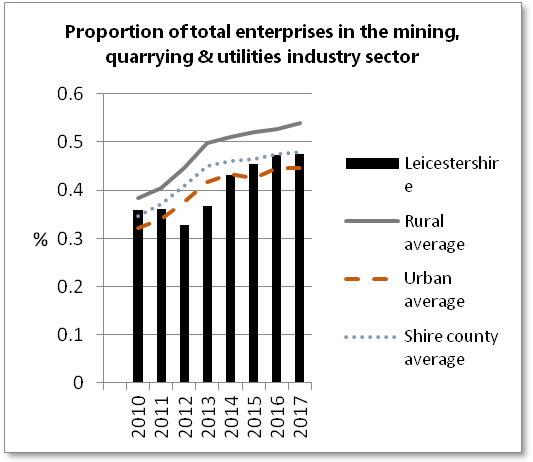 Proportion of total enterprises in the mining,
quarrying & utilities industry sector
0.6
0.5
0.4
0.3
0.2
0.1
0
%
2010
2011
2012
2013
2014
2015
2016
2017
Leicestershir
e
Rural
average
Urban
average
Shire county
average